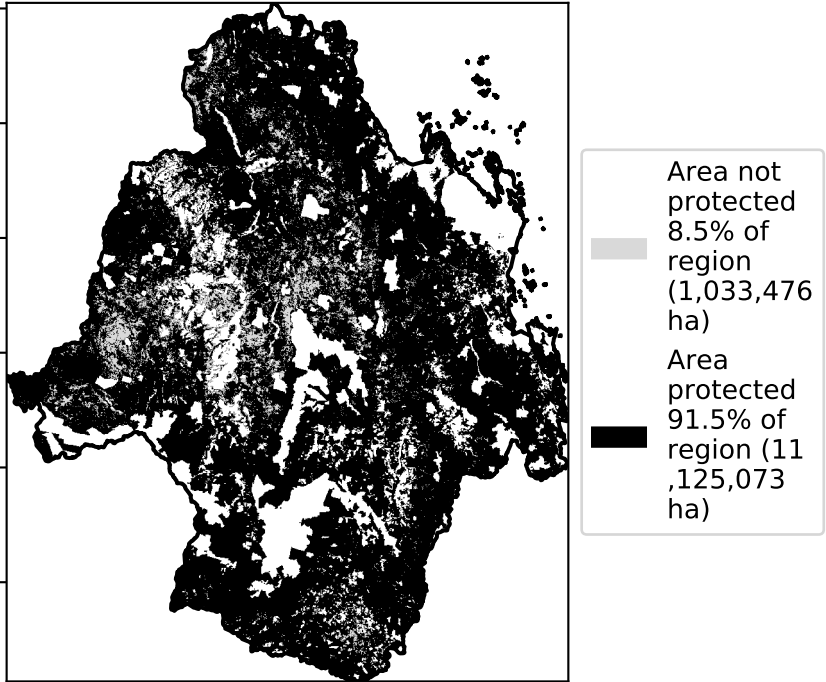 Area not
protected
8.5% of
region
(1,033,476
ha)
Area
protected
91.5% of
region (11
,125,073
ha)